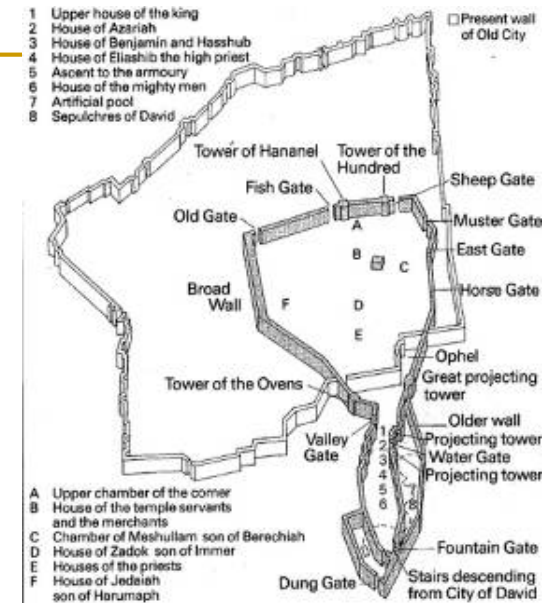 1 Upper house of the king
2 House of Azariah
3 House of Benjamin and Hasshub
4 House of Eliashib the high priest
5 Ascent to the armoury
6 House of the mighty men
7 Artificial pool
8 Sepulchres of David
Present wall
of Old City
Tower of Hananel
Tower of the
Hundred
Fish Gate
Sheep Gate
Old Gate
Muster Gate
A
East Gate
B
C
Broad
Wall
Horse Gate
F
D
E
Ophel
Tower of the Ovens
Great projecting
tower
Older wall
Valley
Gate
1
2
3
4
5
6
7
8
Projecting tower
Water Gate
Projecting tower
A Upper chamber of the corner
B House of the temple servants
and the merchants
C Chamber of Meshullam son of Berechiah
D House of Zadok son of Immer
E Houses of the priests
F House of Jedaiah
son of Harumaph
Fountain Gate
Dung Gate
Stairs descending
from City of David